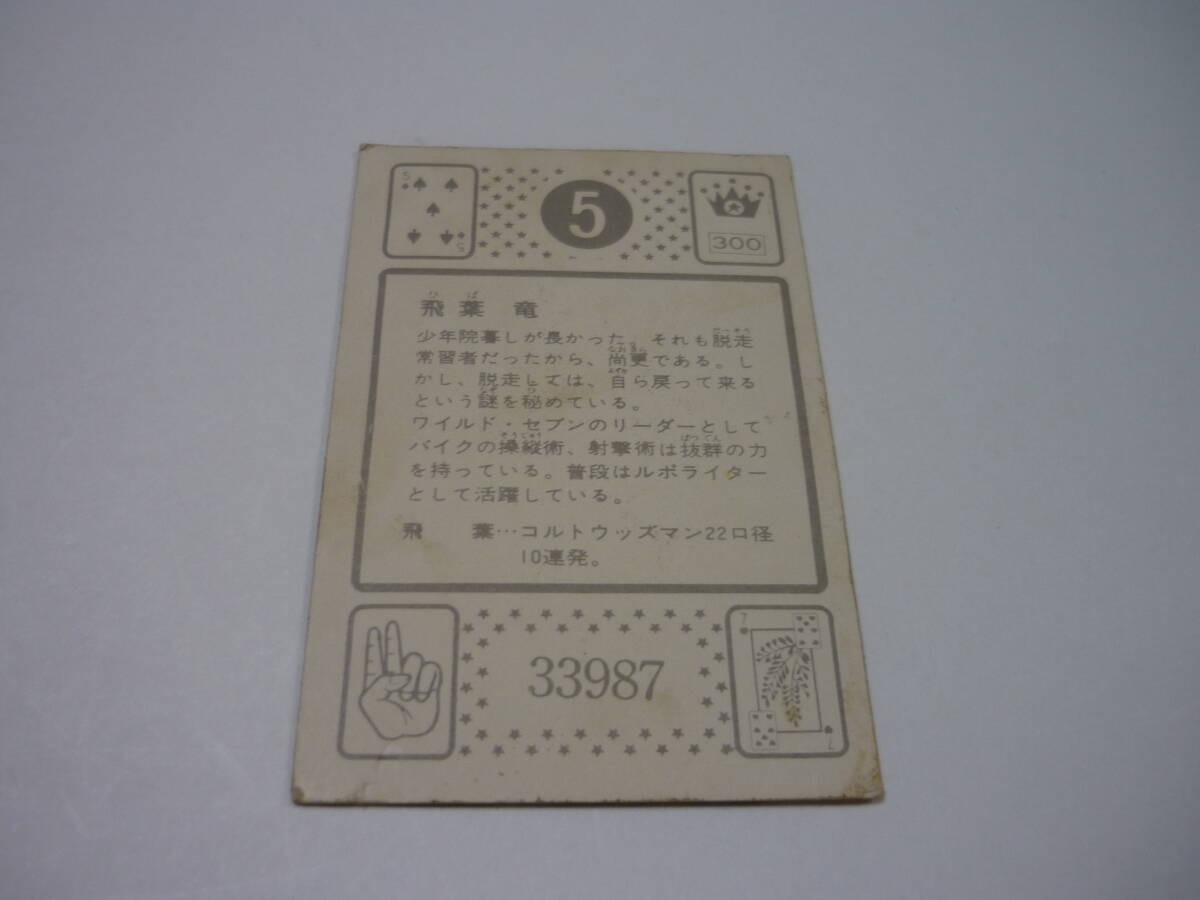 5
5
5
300
飛葉 竜
少年院暮しが長かった。それも脱走
常習者だったから、尚更である。し
かし、脱走しては、自ら戻って来る
という謎を秘めている。
ワイルド・セブンのリーダーとして
バイクの操縦術、射撃術は抜群の力
を持っている。普段はルポライター
として活躍している。
飛 葉…コルトウッズマン22口径
10連発。
33987
7
7